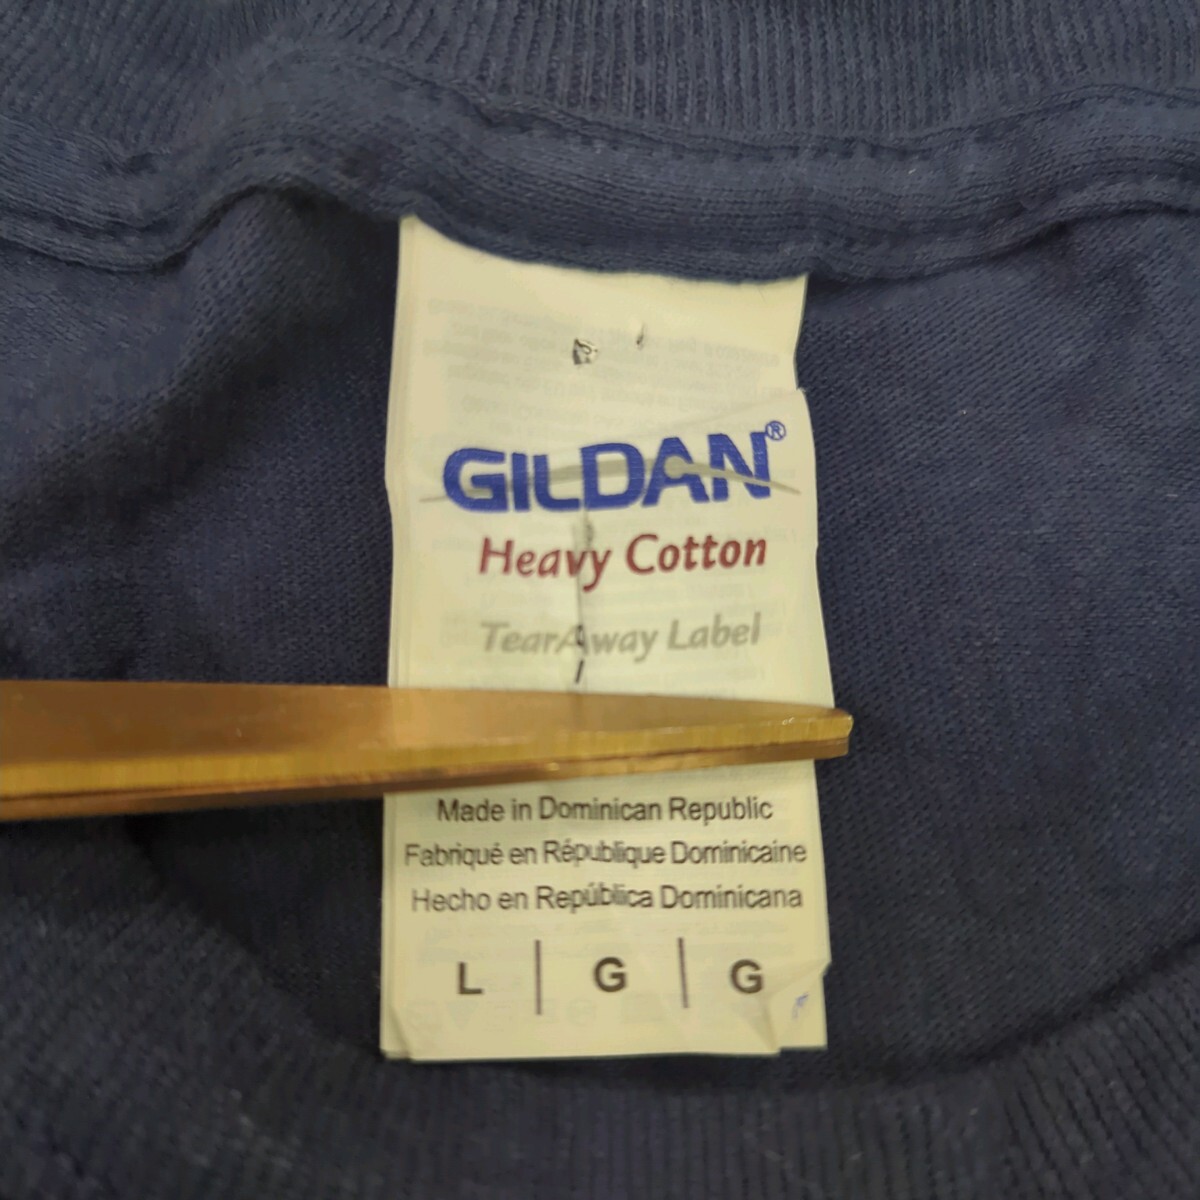 GILDAN®
Heavy Cotton
TearAway Label
Made in Dominican Republic
Fabriqué en République Dominicaine
Hecho en República Dominicana
L | G | G